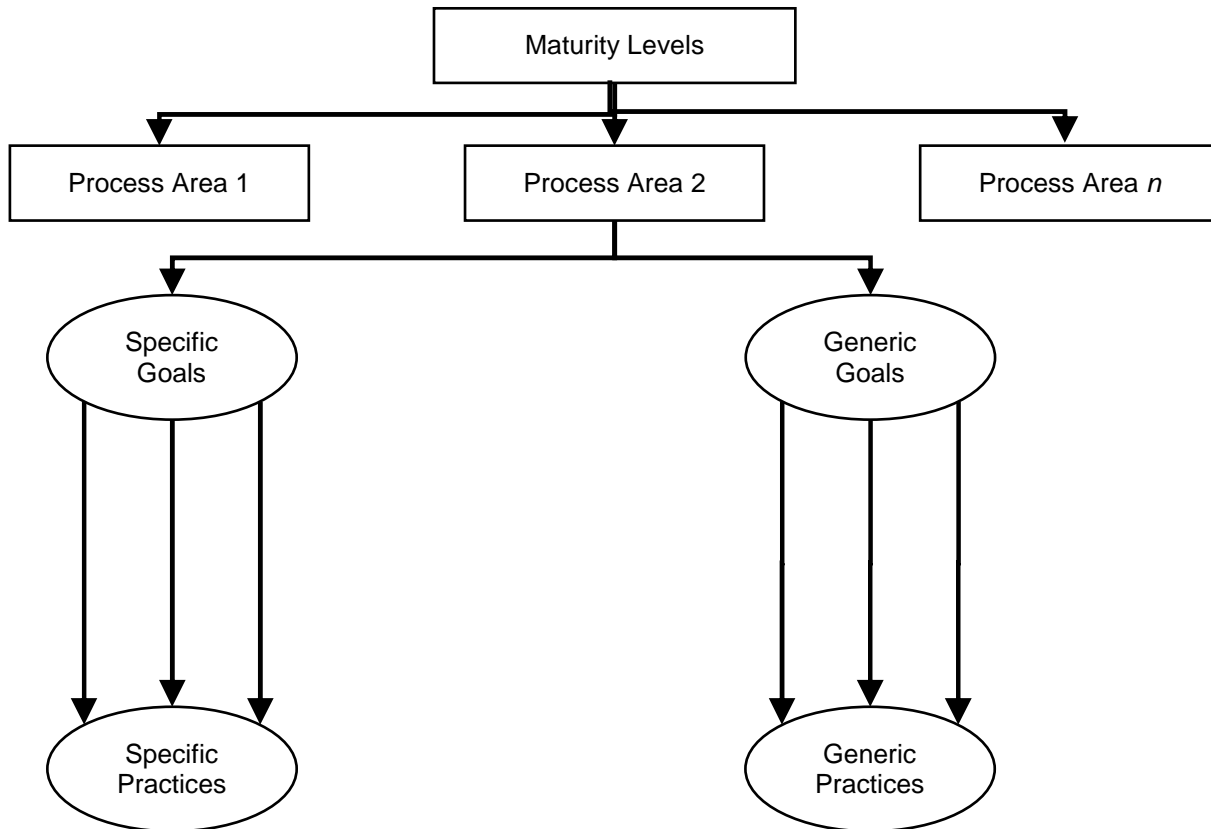 Maturity Levels
Process Area 1
Process Area 2
Process Area n
Specific
Goals
Generic
Goals
Specific
Practices
Generic
Practices